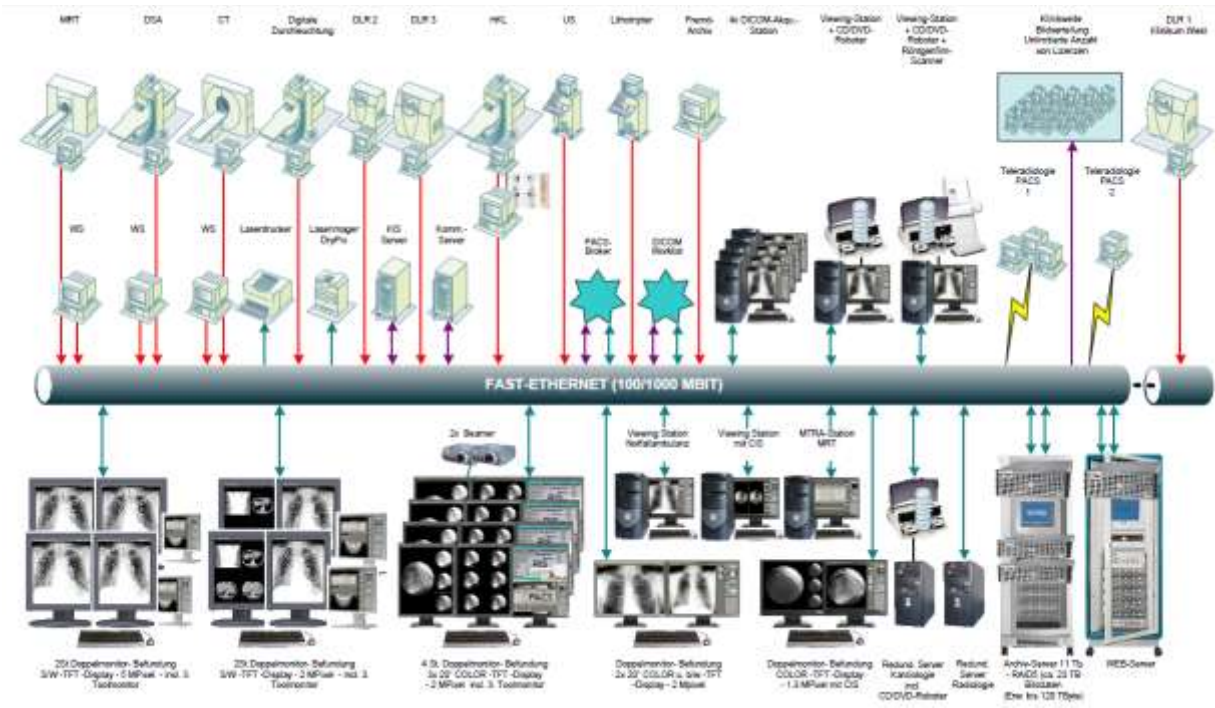 MRT
DSA
CT
Digitale
Durchleuchtung
DLR 2
DLR 3
HKL
US
Lithotripter
Fremd-
Archiv
4x DICOM-Akqu.-
Station
Viewing-Station
+ CD/DVD-
Roboter
Viewing-Station
+ CD/DVD-
Roboter +
Röntgenfilm-
Scanner
Klinikweite
Bildverteilung
Unlimitierte Anzahl
von Lizenzen
DLR 1
Klinikum West
Teleradiologie
PACS
1
Teleradiologie
PACS
2
WS
WS
WS
Laserdrucker
Laserimager
DryPro
KIS
Server
Komm.-
Server
PACS-
Broker
DICOM
Worklist
FAST-ETHERNET (100/1000 MBIT)
2x Beamer
Viewing Station
Notfallambulanz
Viewing Station
mit CIS
MTRA-Station
MRT
2St.Doppelmonitor- Befundung
S/W -TFT -Display - 5 MPixel - incl. 3.
Toolmonitor
2St.Doppelmonitor- Befundung
S/W -TFT -Display - 2 MPixel - incl. 3.
Toolmonitor
4 St. Doppelmonitor- Befundung
3x 20" COLOR -TFT -Display
- 2 MPixel incl. 3. Toolmonitor
Doppelmonitor- Befundung
2x 20" COLOR u. b/w -TFT
-Display - 2 Mpixel
Doppelmonitor- Befundung
COLOR -TFT -Display
- 1.3 MPixel mit CIS
Redund. Server
Kardiologie
incl.
CD/DVD-Roboter
Redund.
Server
Radiologie
Archiv-Server 11 Tb
- RAID5 (ca. 23 TB
Bilddaten)
(Erw. bis 120 TByte)
WEB-Server